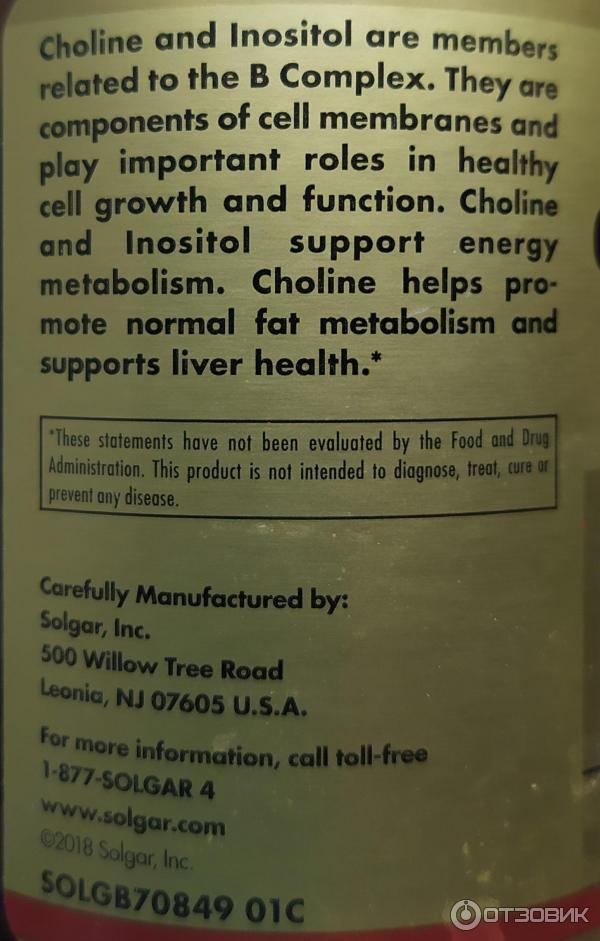 Choline and Inositol are members
related to the B Complex. They are
components of cell membranes and
play important roles in healthy
cell growth and function. Choline
and Inositol support energy
metabolism. Choline helps pro-
mote normal fat metabolism and
supports liver health.*
*These statements have not been evaluated by the Food and Drug
Administration. This product is not intended to diagnose, treat, cure or
prevent any disease.
Carefully Manufactured by:
Solgar, Inc.
500 Willow Tree Road
Leonia, NJ 07605 U.S.A.
For more information, call toll-free
1-877-SOLGAR 4
www.solgar.com
©2018 Solgar, Inc.
SOLGB70849 01C
ОТЗОВИК